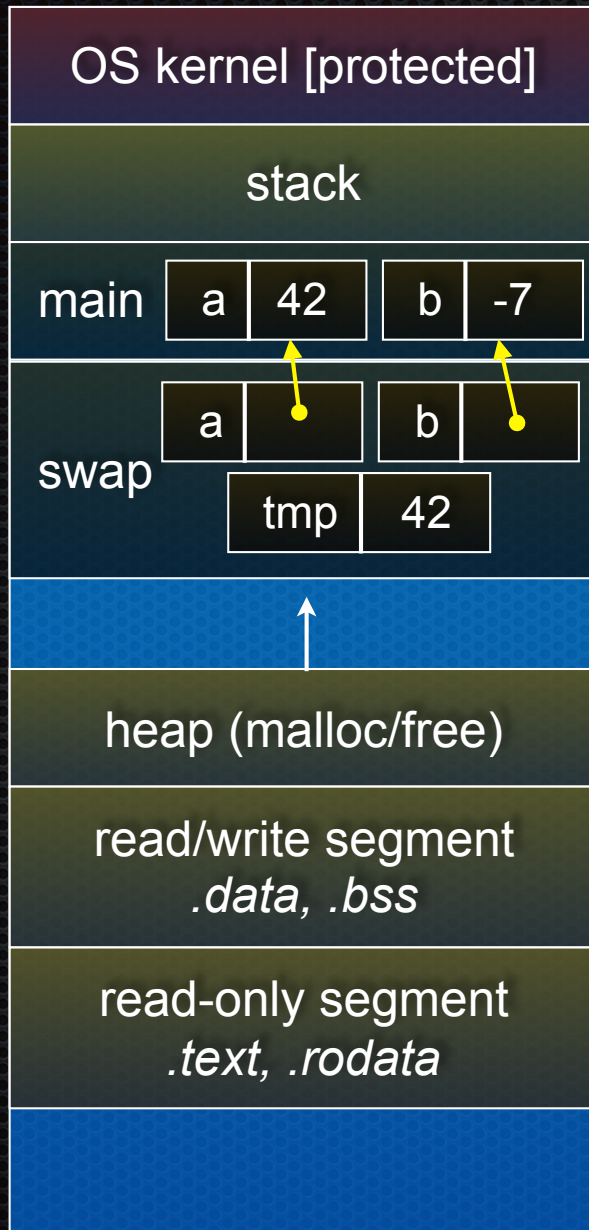 OS kernel [protected]
stack
main a 42 b -7
a b
swap
tmp 42
heap (malloc/free)
read/write segment
.data, .bss
read-only segment
.text, .rodata